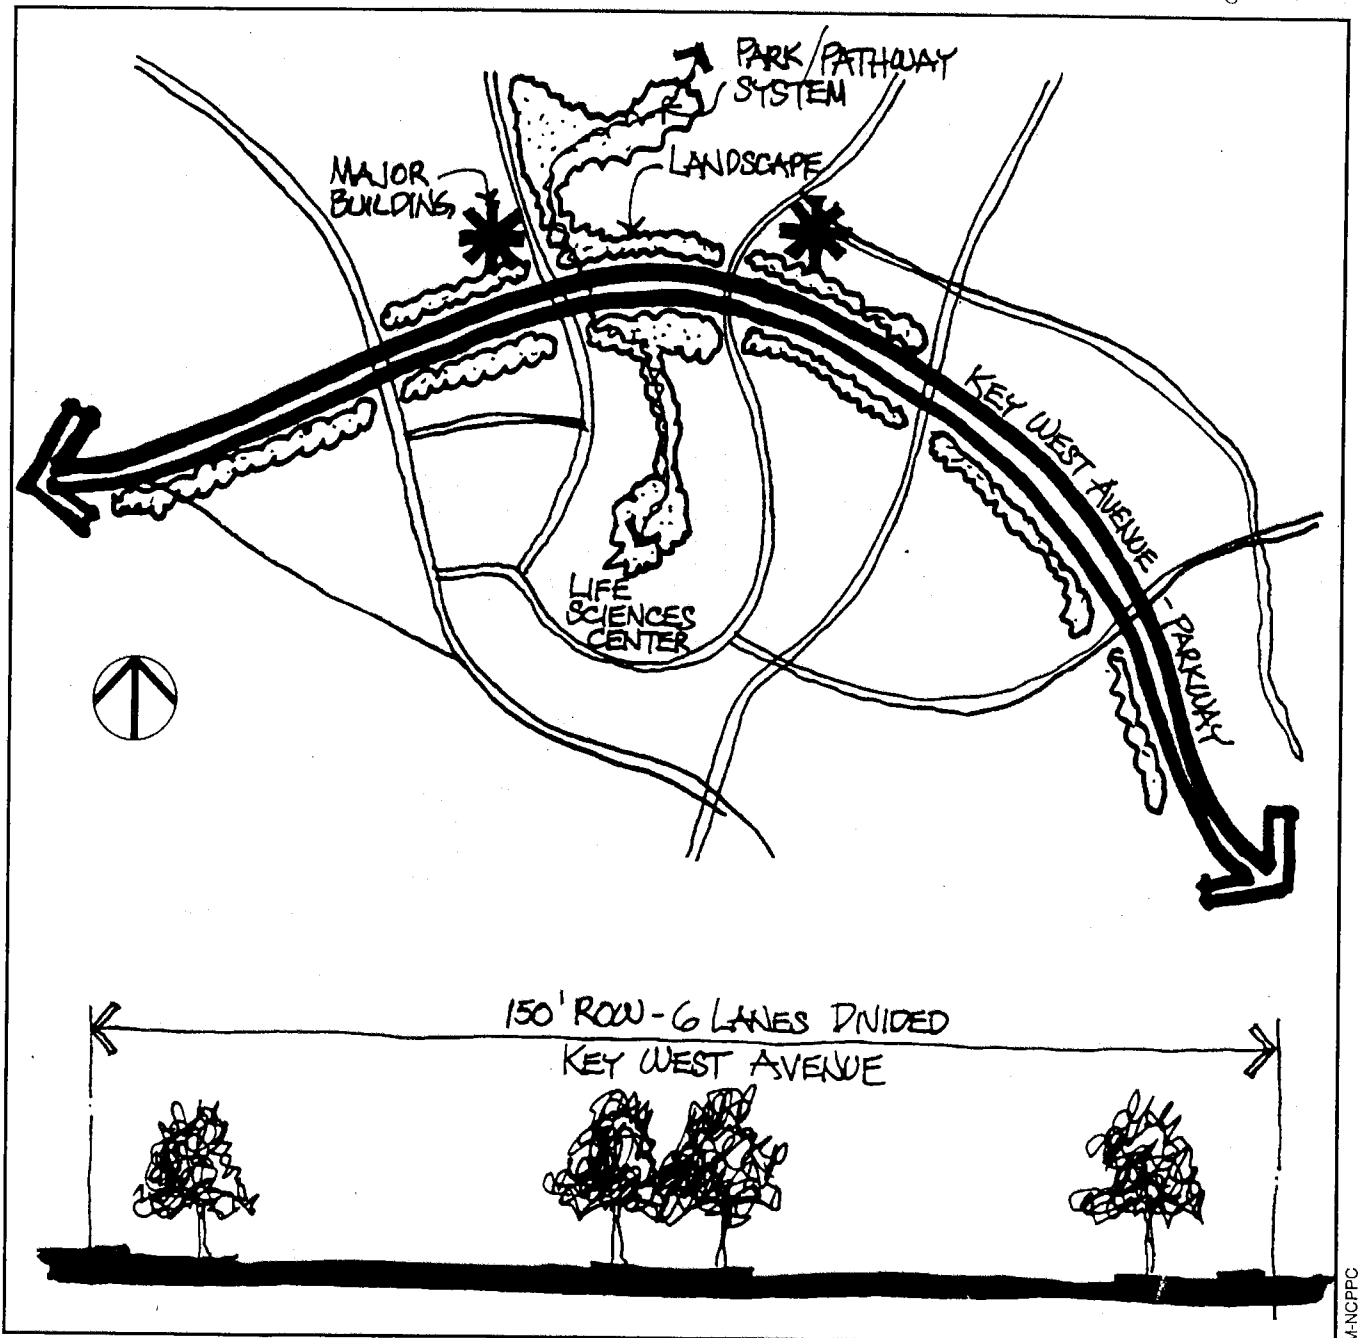 PARK/PATHWAY
SYSTEM
MAJOR
BUILDING
LANDSCAPE
KEY WEST AVENUE - PARKWAY
LIFE
SCIENCES
CENTER
150' ROW - 6 LANES DIVIDED
KEY WEST AVENUE
M-NCPPC